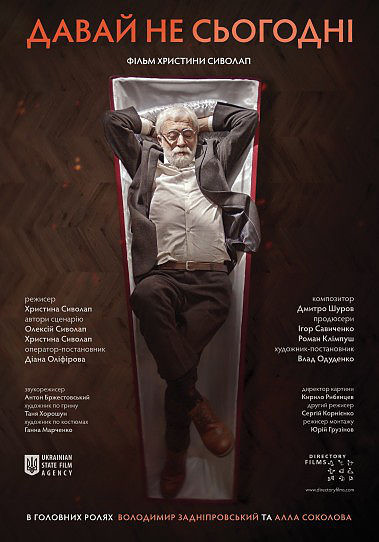 ДАВАЙ НЕ СЬОГОДНІ
ФІЛЬМ ХРИСТИНИ СИВОЛАП
режисер
Христина Сиволап
автори сценарію
Олексій Сиволап
Христина Сиволап
оператор-постановник
Діана Оліфірова
звукорежисер
Антон Бржестовський
художник по гриму
Таня Хорошун
художник по костюмах
Ганна Марченко
композитор
Дмитро Шуров
продюсери
Ігор Савиченко
Роман Клімпуш
художник-постановник
Влад Одуденко
директор картини
Кирило Рибянцев
другий режисер
Сергій Корнієнко
режисер монтажу
Юрій Грузінов
UKRAINIAN
STATE FILM
AGENCY
DIRECTORY
FILMS
www.directoryfilms.com
В ГОЛОВНИХ РОЛЯХ ВОЛОДИМИР ЗАДНІПРОВСЬКИЙ ТА АЛЛА СОКОЛОВА